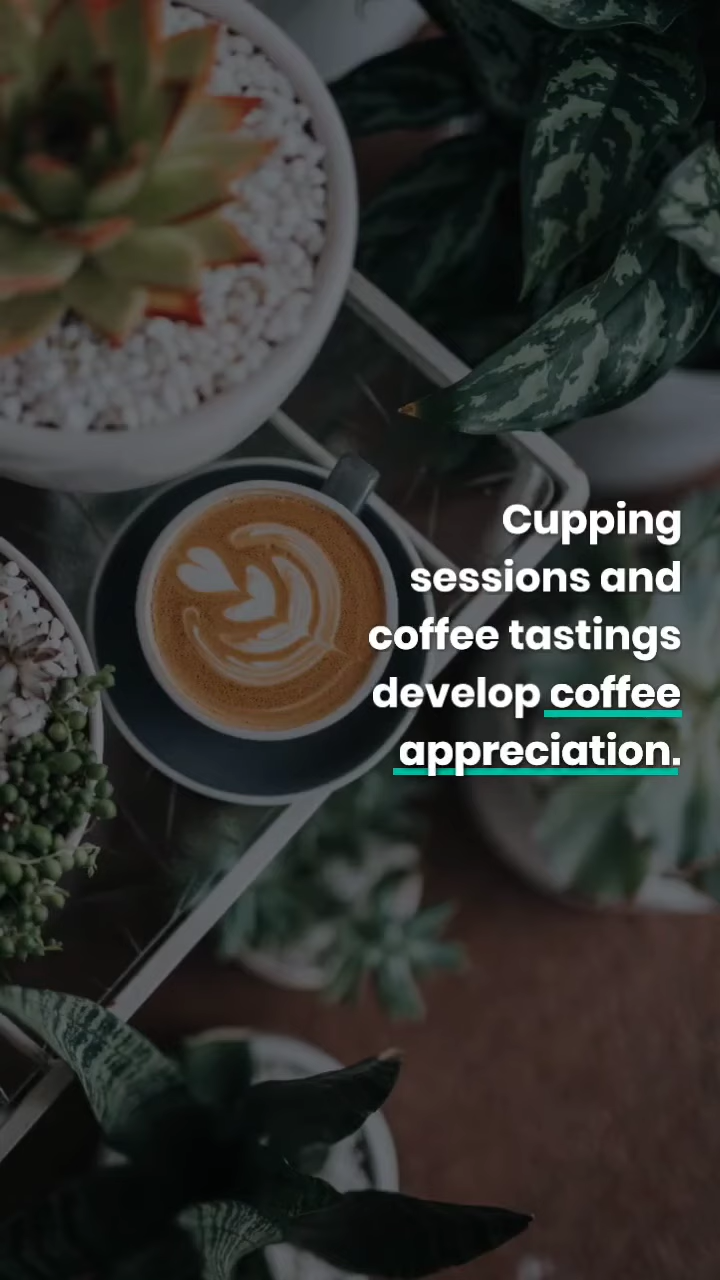 Cupping
sessions and
coffee tastings
develop coffee
appreciation.